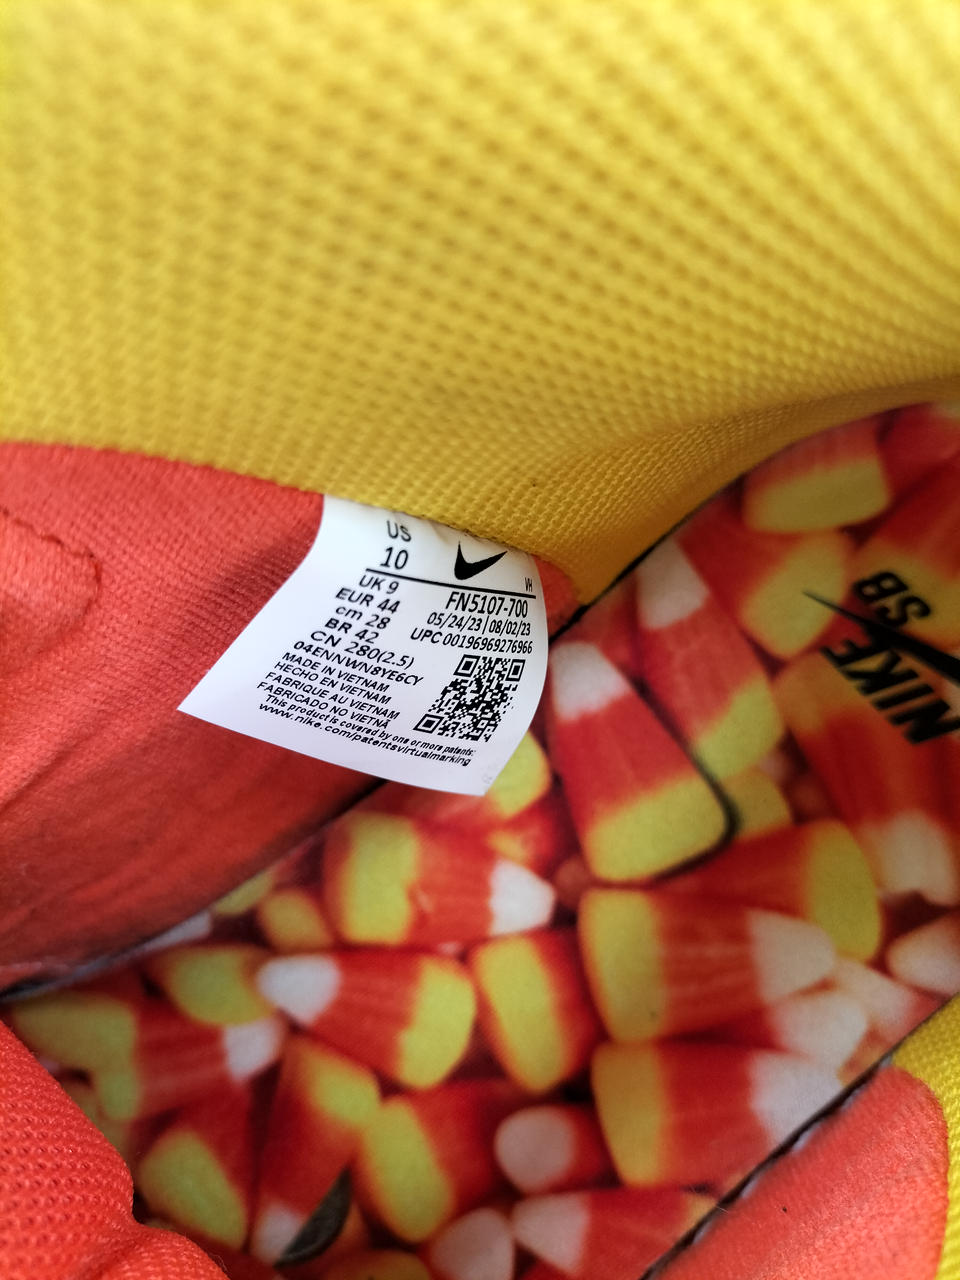 US
10
VH
UK 9
EUR 44
cm 28
BR 42
CN 280(2.5)
04ENNWN8YE6CY
FN5107-700
05/24/23 | 08/02/23
UPC 00196969276966
MADE IN VIETNAM
HECHO EN VIETNAM
FABRIQUE AU VIETNAM
FABRICADO NO VIETNÃ
This product is covered by one or more patents:
www.nike.com/patentsvirtualmarking
NIKE
SB